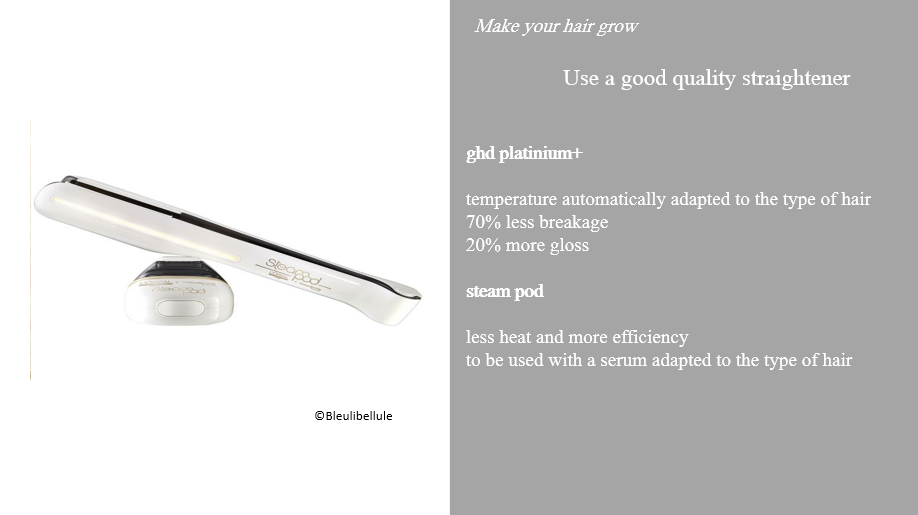 Make your hair grow
Use a good quality straightener
ghd platinium+
temperature automatically adapted to the type of hair
70% less breakage
20% more gloss
steam pod
less heat and more efficiency
to be used with a serum adapted to the type of hair
steam
pod
©Bleulibellule